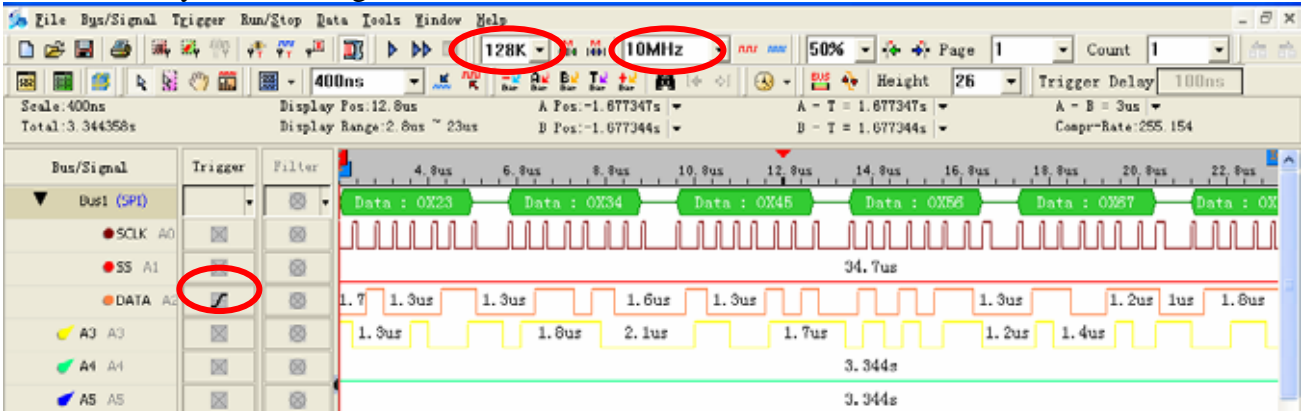 File Bus/Signal Trigger Run/Stop Data Tools Window Help
128K 10MHz 50% Page 1 Count 1
400ns Height 26 Trigger Delay 100ns
Scale:400ns Display Pos:12.8us A Pos:-1.677347s A - T = 1.677347s A - B = 3us
Total:3.344358s Display Range:2.8us ~ 23us B Pos:-1.677344s B - T = 1.677344s Compr-Rate:255.154
Bus/Signal Trigger Filter 4.8us 6.8us 8.8us 10.8us 12.8us 14.8us 16.8us 18.8us 20.8us 22.8us
Bus1 (SPI) Data : 0X23 Data : 0X34 Data : 0X45 Data : 0X56 Data : 0X67 Data : 0X
SCLK A0
SS A1 34.7us
DATA A2 1.7 1.3us 1.3us 1.6us 1.3us 1.3us 1.2us 1us 1.8us
A3 A3 1.3us 1.8us 2.1us 1.7us 1.2us 1.4us
A4 A4 3.344s
A5 A5 3.344s